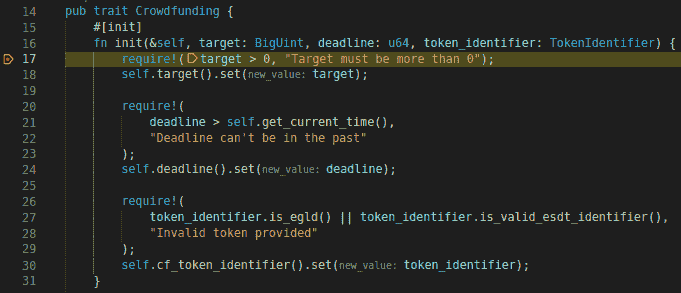 14 pub trait Crowdfunding {
15 #[init]
16 fn init(&self, target: BigUint, deadline: u64, token_identifier: TokenIdentifier) {
17 require!(target > 0, "Target must be more than 0");
18 self.target().set(new_value: target);
19
20 require!(
21 deadline > self.get_current_time(),
22 "Deadline can't be in the past"
23 );
24 self.deadline().set(new_value: deadline);
25
26 require!(
27 token_identifier.is_egld() || token_identifier.is_valid_esdt_identifier(),
28 "Invalid token provided"
29 );
30 self.cf_token_identifier().set(new_value: token_identifier);
31 }